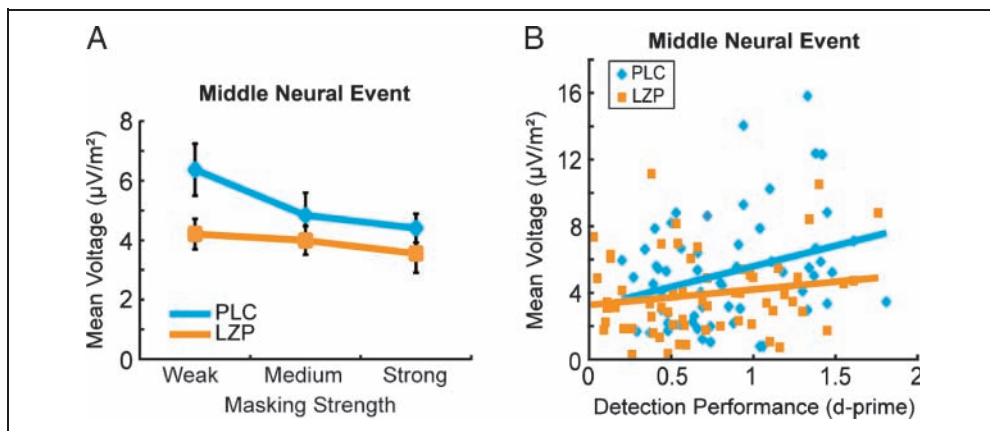 A
Middle Neural Event
Mean Voltage (µV/m²)
8
6
4
2
0
PLC
LZP
Weak Medium Strong
Masking Strength
B
Middle Neural Event
PLC
LZP
Mean Voltage (µV/m²)
16
12
8
4
0
0 0.5 1 1.5 2
Detection Performance (d-prime)